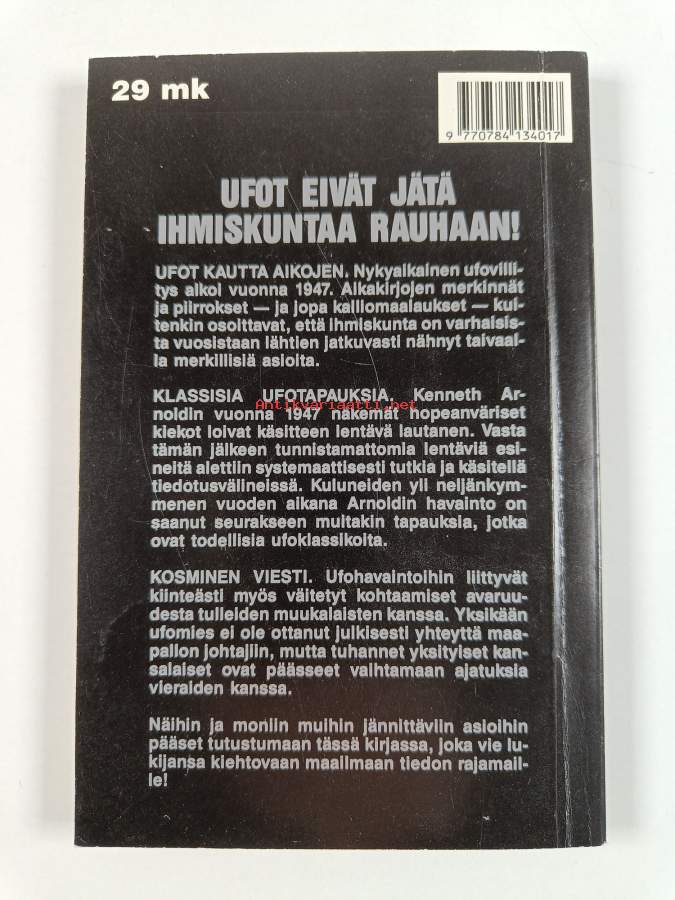 29 mk
9 770784 134017
UFOT EIVÄT JÄTÄ
IHMISKUNTAA RAUHAAN!
UFOT KAUTTA AIKOJEN. Nykyaikainen ufovilli-
tys alkoi vuonna 1947. Aikakirjojen merkinnät
ja piirrokset — ja jopa kalliomaalaukset — kui-
tenkin osoittavat, että ihmiskunta on varhaisis-
ta vuosistaan lähtien jatkuvasti nähnyt taivaal-
la merkillisiä asioita.
KLASSISIA UFOTAPAUKSIA. Kenneth Ar-
Antikvariaatti.net
noldin vuonna 1947 näkemät hopeanväriset
kiekot loivat käsitteen lentävä lautanen. Vasta
tämän jälkeen tunnistamattomia lentäviä esi-
neitä alettiin systemaattisesti tutkia ja käsitellä
tiedotusvälineissä. Kuluneiden yli neljänkym-
menen vuoden aikana Arnoldin havainto on
saanut seurakseen muitakin tapauksia, jotka
ovat todellisia ufoklassikoita.
KOSMINEN VIESTI. Ufohavaintoihin liittyvät
kiinteästi myös väitetyt kohtaamiset avaruu-
desta tulleiden muukalaisten kanssa. Yksikään
ufomies ei ole ottanut julkisesti yhteyttä maa-
pallon johtajiin, mutta tuhannet yksityiset kan-
salaiset ovat päässeet vaihtamaan ajatuksia
vieraiden kanssa.
Näihin ja moniin muihin jännittäviin asioihin
pääset tutustumaan tässä kirjassa, joka vie lu-
kijansa kiehtovaan maailmaan tiedon rajamail-
le!